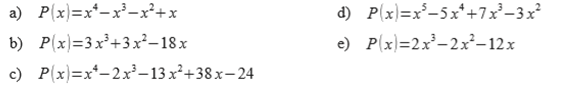 a) P(x)=x⁴−x³−x²+x
b) P(x)=3x³+3x²−18x
c) P(x)=x⁴−2x³−13x²+38x−24
d) P(x)=x⁵−5x⁴+7x³−3x²
e) P(x)=2x³−2x²−12x